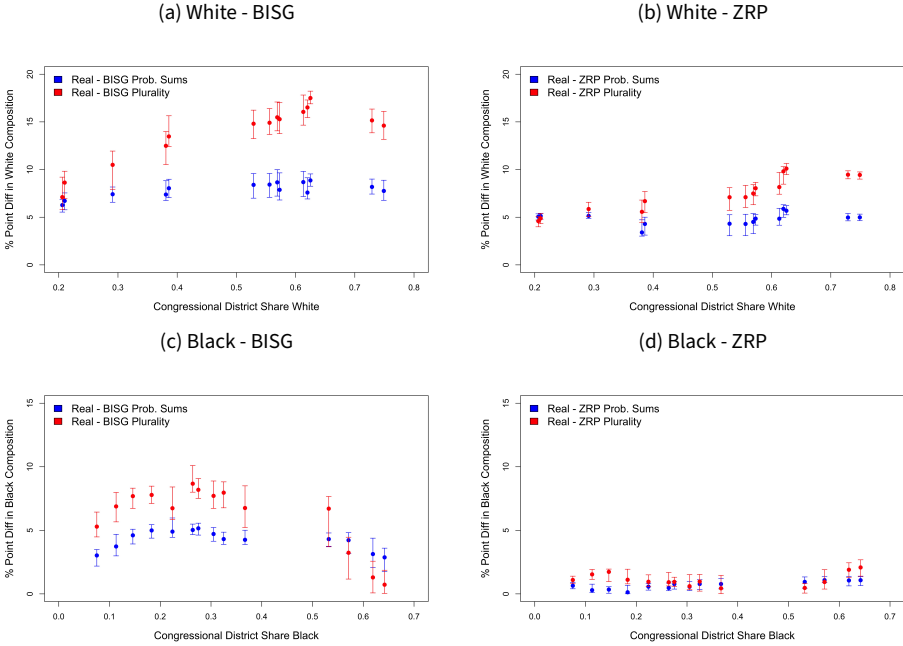 (a) White - BISG
(b) White - ZRP
Real - BISG Prob. Sums
Real - BISG Plurality
% Point Diff in White Composition
0 5 10 15 20
0.2 0.3 0.4 0.5 0.6 0.7 0.8
Congressional District Share White
Real - ZRP Prob. Sums
Real - ZRP Plurality
% Point Diff in White Composition
0 5 10 15 20
0.2 0.3 0.4 0.5 0.6 0.7 0.8
Congressional District Share White
(c) Black - BISG
(d) Black - ZRP
Real - BISG Prob. Sums
Real - BISG Plurality
% Point Diff in Black Composition
0 5 10 15
0.0 0.1 0.2 0.3 0.4 0.5 0.6 0.7
Congressional District Share Black
Real - ZRP Prob. Sums
Real - ZRP Plurality
% Point Diff in Black Composition
0 5 10 15
0.0 0.1 0.2 0.3 0.4 0.5 0.6 0.7
Congressional District Share Black